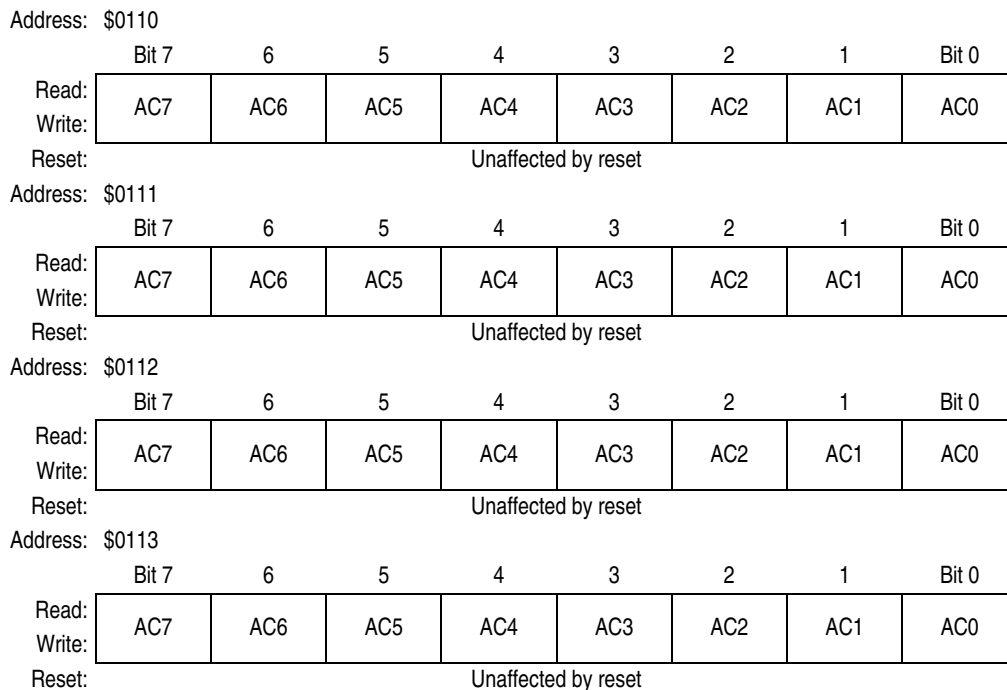 Address: $0110
Bit 7 6 5 4 3 2 1 Bit 0
Read:
AC7 AC6 AC5 AC4 AC3 AC2 AC1 AC0
Write:
Reset: Unaffected by reset
Address: $0111
Bit 7 6 5 4 3 2 1 Bit 0
Read:
AC7 AC6 AC5 AC4 AC3 AC2 AC1 AC0
Write:
Reset: Unaffected by reset
Address: $0112
Bit 7 6 5 4 3 2 1 Bit 0
Read:
AC7 AC6 AC5 AC4 AC3 AC2 AC1 AC0
Write:
Reset: Unaffected by reset
Address: $0113
Bit 7 6 5 4 3 2 1 Bit 0
Read:
AC7 AC6 AC5 AC4 AC3 AC2 AC1 AC0
Write:
Reset: Unaffected by reset